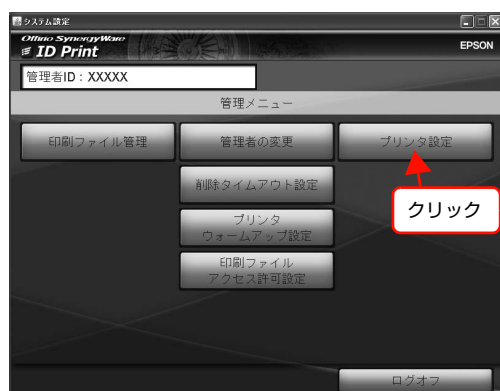 システム設定
Offirio SynergyWare
ID Print
EPSON
管理者ID：XXXXX
管理メニュー
印刷ファイル管理
管理者の変更
プリンタ設定
クリック
削除タイムアウト設定
プリンタ
ウォームアップ設定
印刷ファイル
アクセス許可設定
ログオフ